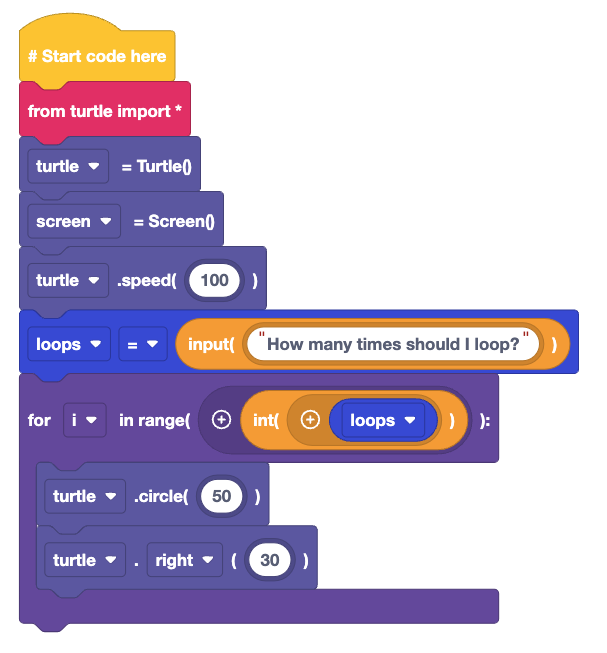 # Start code here
from turtle import *
turtle = Turtle()
screen = Screen()
turtle .speed( 100 )
loops = input( "How many times should I loop?" )
for i in range( int( loops ) ):
turtle .circle( 50 )
turtle . right ( 30 )